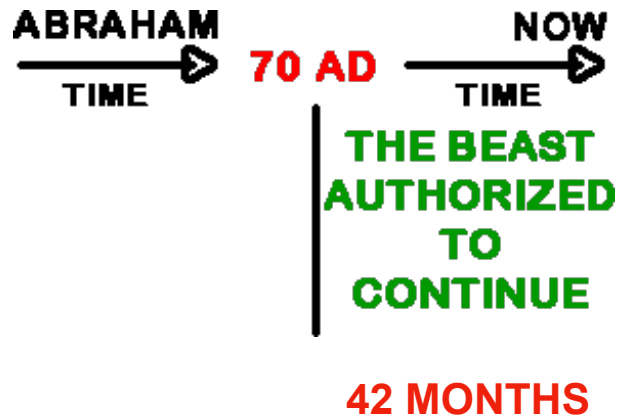 ABRAHAM NOW
70 AD
TIME TIME
THE BEAST
AUTHORIZED
TO
CONTINUE
42 MONTHS